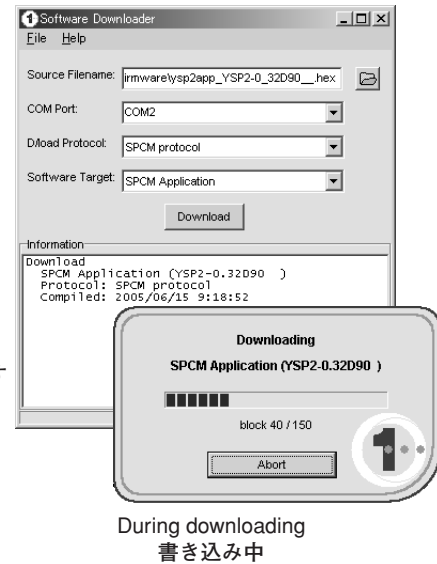 1 Software Downloader
File Help
Source Filename: irmware\ysp2app_YSP2-0_32D90__.hex
COM Port: COM2
D/load Protocol: SPCM protocol
Software Target: SPCM Application
Download
Information
Download
SPCM Application (YSP2-0.32D90 )
Protocol: SPCM protocol
Compiled: 2005/06/15 9:18:52
Downloading
SPCM Application (YSP2-0.32D90 )
block 40 / 150
1
Abort
During downloading
書き込み中